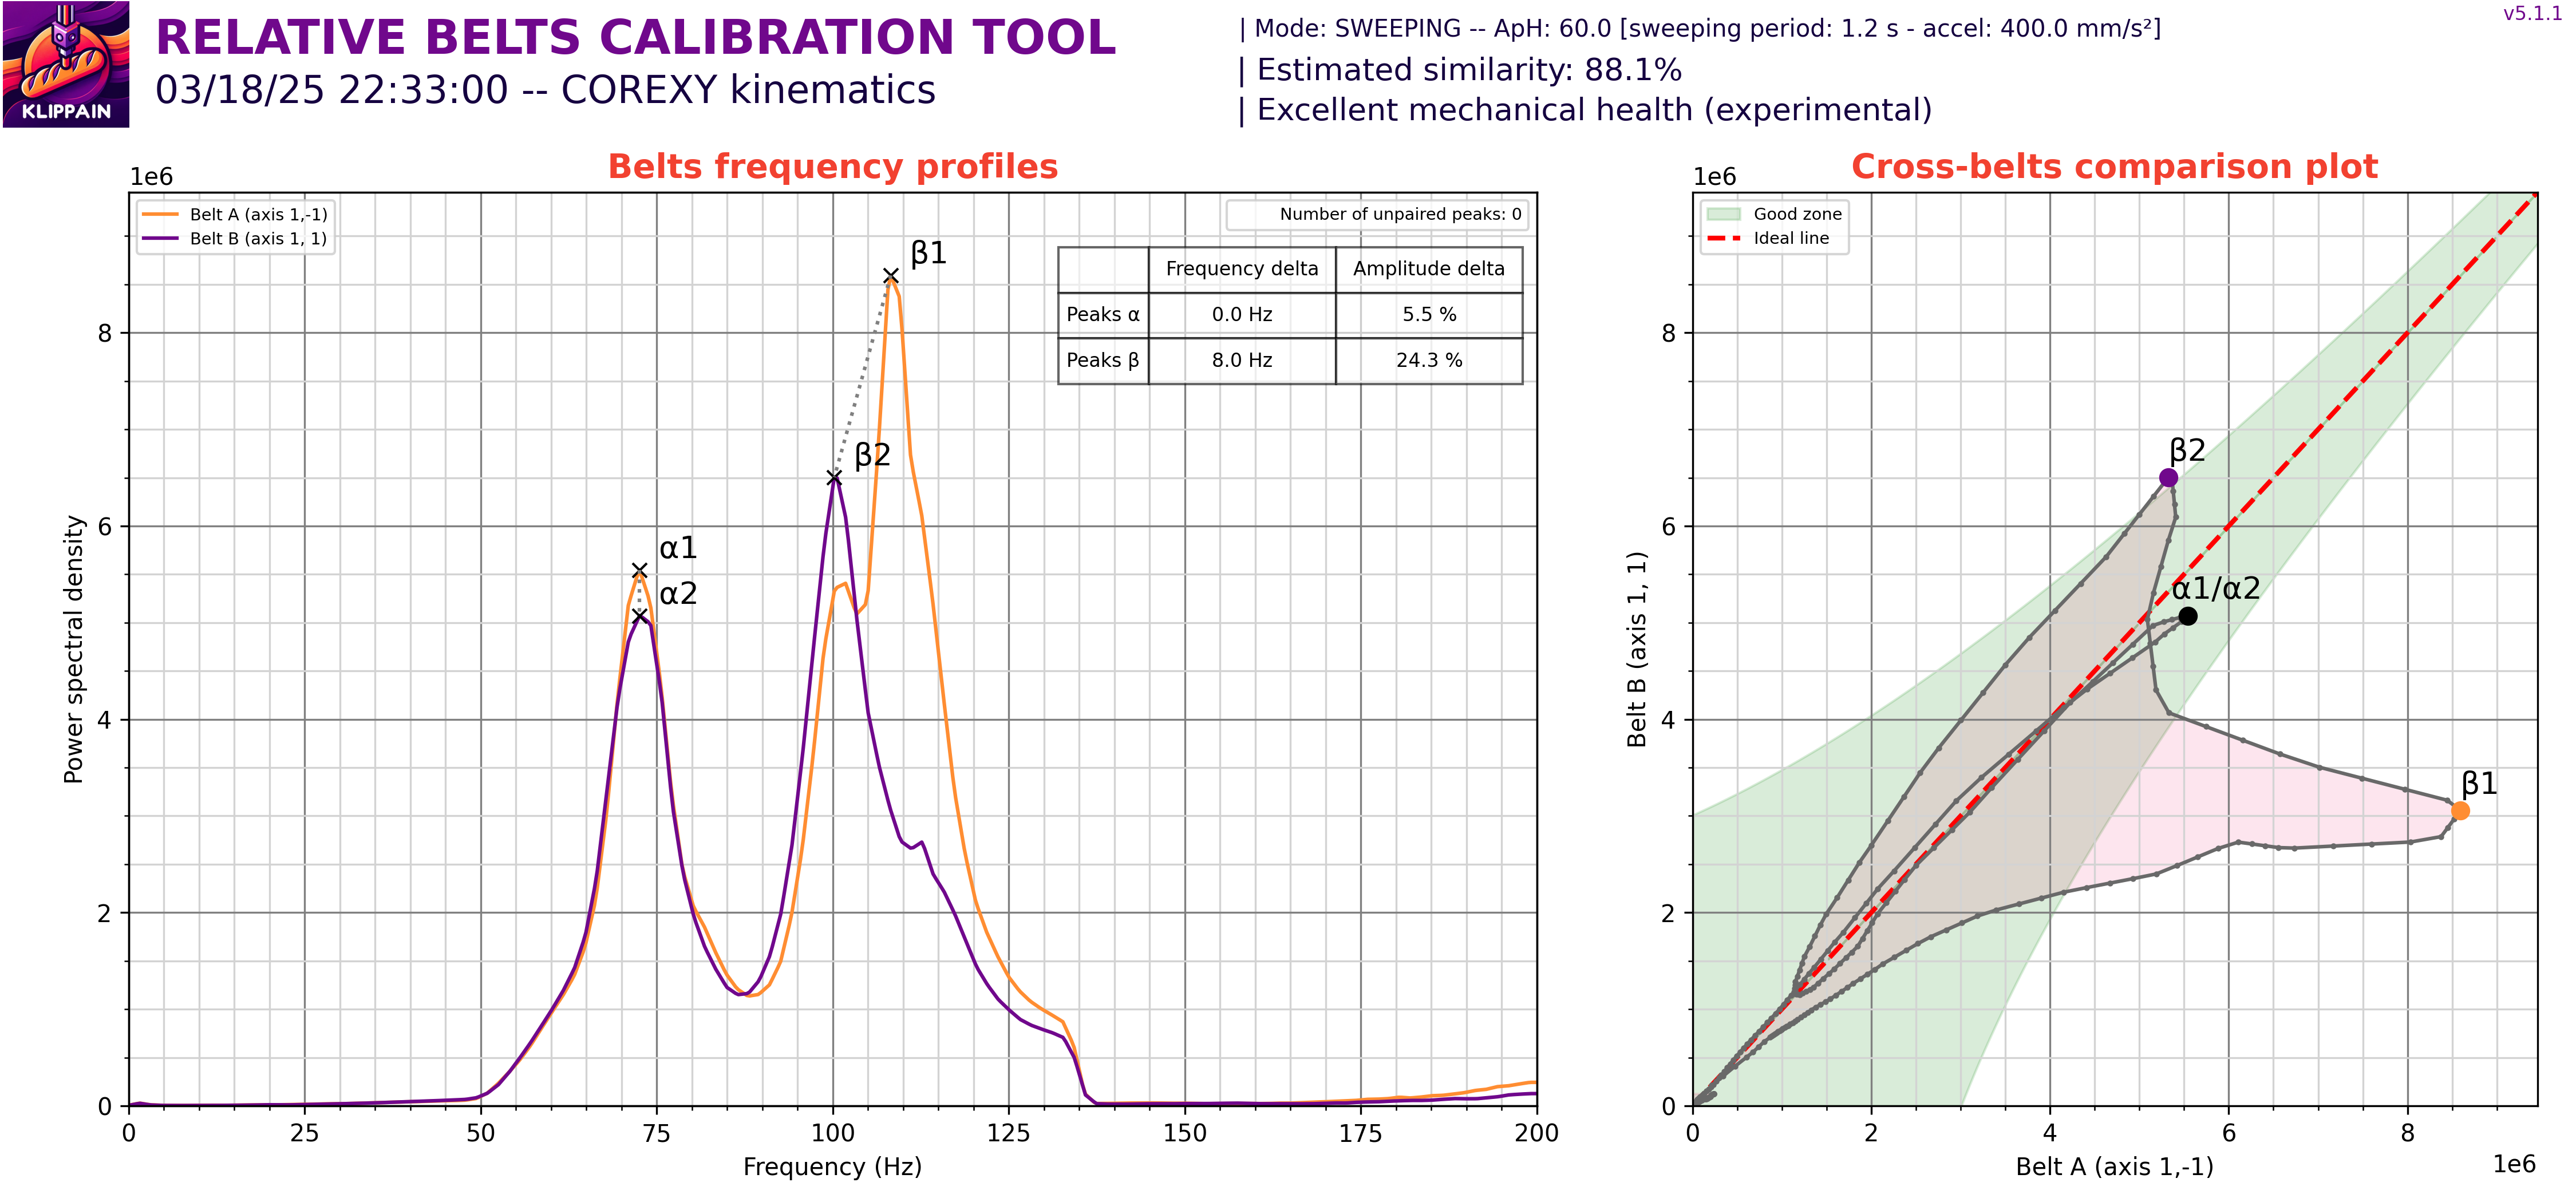 KLIPPAIN
RELATIVE BELTS CALIBRATION TOOL
03/18/25 22:33:00 -- COREXY kinematics
| Mode: SWEEPING -- ApH: 60.0 [sweeping period: 1.2 s - accel: 400.0 mm/s²]
| Estimated similarity: 88.1%
| Excellent mechanical health (experimental)
v5.1.1
Belts frequency profiles
1e6
Belt A (axis 1,-1)
Belt B (axis 1, 1)
Number of unpaired peaks: 0
Frequency delta Amplitude delta
Peaks α 0.0 Hz 5.5 %
Peaks β 8.0 Hz 24.3 %
β1
β2
α1
α2
Power spectral density
8
6
4
2
0
0 25 50 75 100 125 150 175 200
Frequency (Hz)
Cross-belts comparison plot
1e6
Good zone
Ideal line
β2
α1/α2
β1
Belt B (axis 1, 1)
8
6
4
2
0
0 2 4 6 8
Belt A (axis 1,-1)
1e6